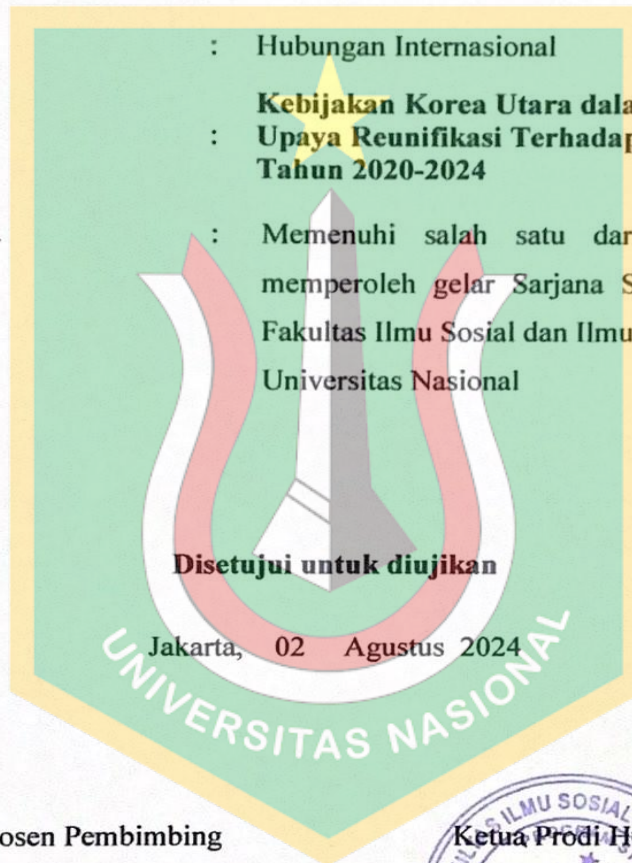 : Hubungan Internasional
Kebijakan Korea Utara dala
: Upaya Reunifikasi Terhadap
Tahun 2020-2024
: Memenuhi salah satu dar
memperoleh gelar Sarjana S
Fakultas Ilmu Sosial dan Ilmu
Universitas Nasional
Disetujui untuk diujikan
Jakarta, 02 Agustus 2024
UNIVERSITAS NASIONAL
osen Pembimbing
Ketua Prodi H
S ILMU SOSIAL